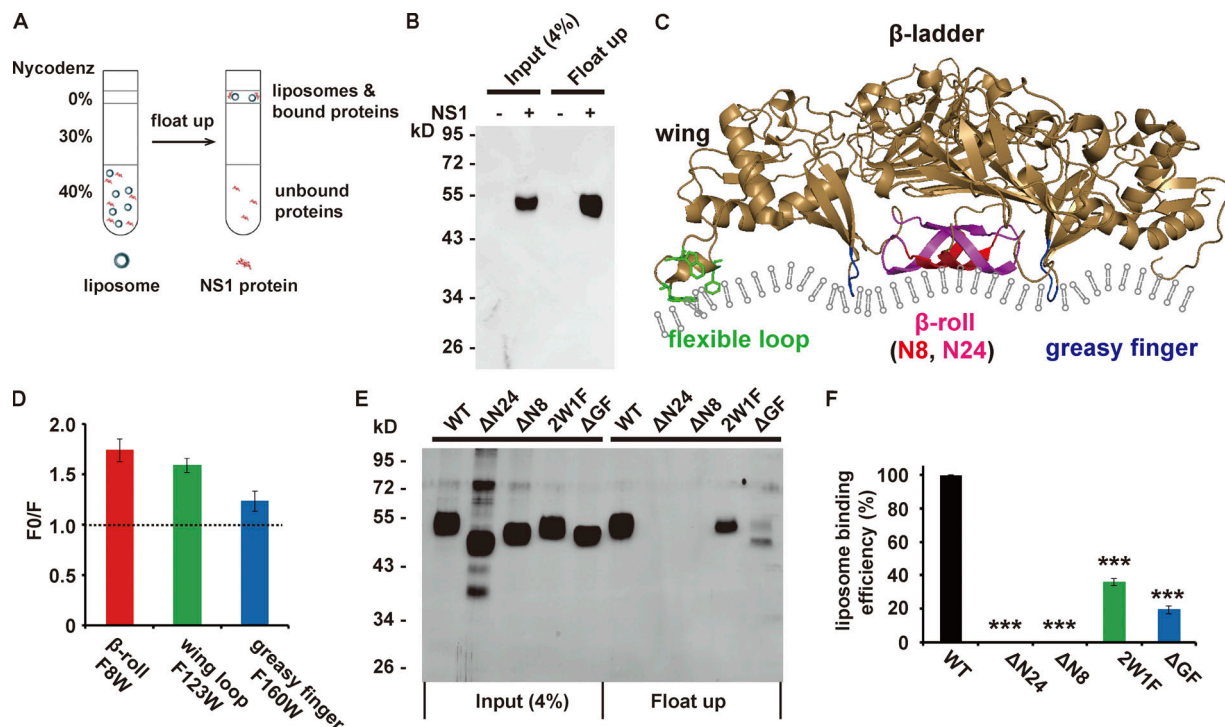 A
Nycodenz
0%
30%
40%
float up
liposomes &
bound proteins
unbound
proteins
liposome
NS1 protein
B
Input (4%)
Float up
NS1
- + - +
kD
95 -
72 -
55 -
43 -
34 -
26 -
C
β-ladder
wing
flexible loop
β-roll
(N8, N24)
greasy finger
D
F0/F
2.0
1.5
1.0
0.5
0
β-roll
F8W
wing loop
F123W
greasy finger
F160W
E
kD
WT ΔN24 ΔN8 2W1F ΔGF WT ΔN24 ΔN8 2W1F ΔGF
95 -
72 -
55 -
43 -
34 -
26 -
Input (4%)
Float up
F
liposome binding
efficiency (%)
100
80
60
40
20
0
*** *** *** ***
WT ΔN24 ΔN8 2W1F ΔGF